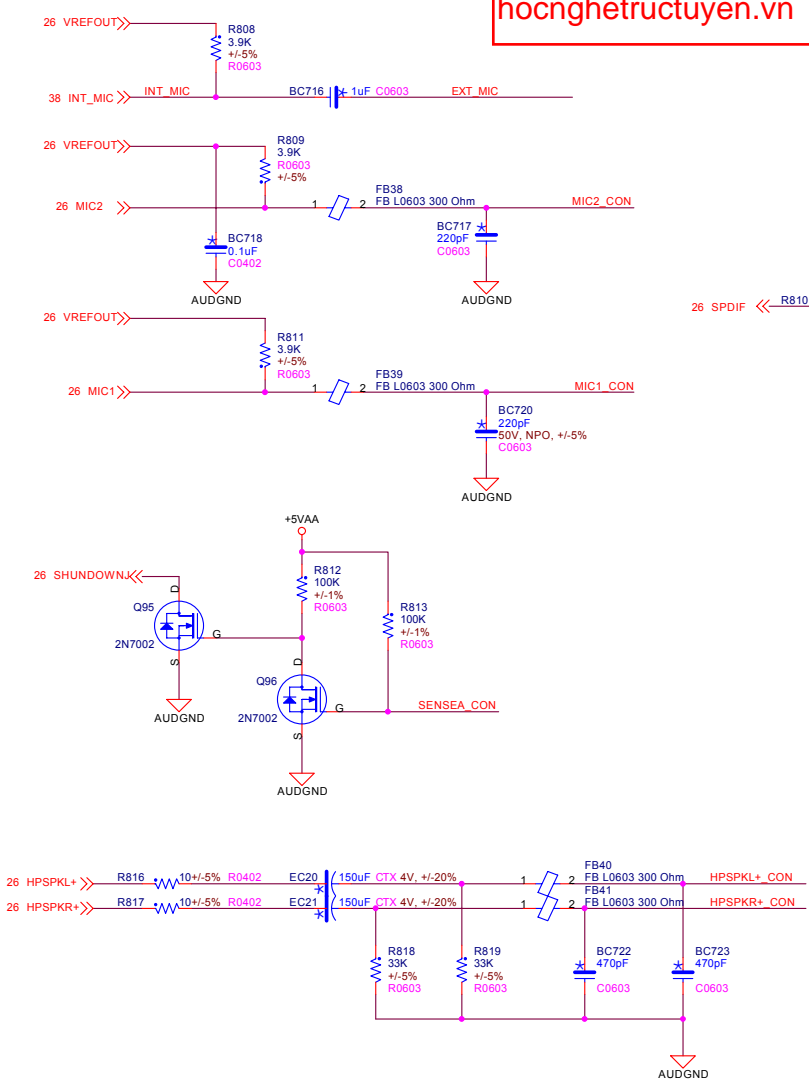 hocnghetructuyen.vn
26 VREFOUT
R808
3.9K
+/-5%
R0603
38 INT_MIC
INT_MIC
BC716
1uF C0603
EXT_MIC
26 VREFOUT
R809
3.9K
R0603
+/-5%
26 MIC2
1
2
FB38
FB L0603 300 Ohm
MIC2_CON
BC718
0.1uF
C0402
AUDGND
BC717
220pF
C0603
AUDGND
26 SPDIF
R810
26 VREFOUT
R811
3.9K
+/-5%
R0603
26 MIC1
1
2
FB39
FB L0603 300 Ohm
MIC1_CON
BC720
220pF
50V, NPO, +/-5%
C0603
AUDGND
+5VAA
26 SHUNDOWNJ
R812
100K
+/-1%
R0603
R813
100K
+/-1%
R0603
Q95
2N7002
D
G
S
AUDGND
Q96
2N7002
D
G
S
SENSEA_CON
AUDGND
26 HPSPKL+
R816
10+/-5% R0402
EC20
150uF CTX 4V, +/-20%
1
2
FB40
FB L0603 300 Ohm
HPSPKL+_CON
26 HPSPKR+
R817
10+/-5% R0402
EC21
150uF CTX 4V, +/-20%
1
2
FB41
FB L0603 300 Ohm
HPSPKR+_CON
R818
33K
+/-5%
R0603
R819
33K
+/-5%
R0603
BC722
470pF
C0603
BC723
470pF
C0603
AUDGND